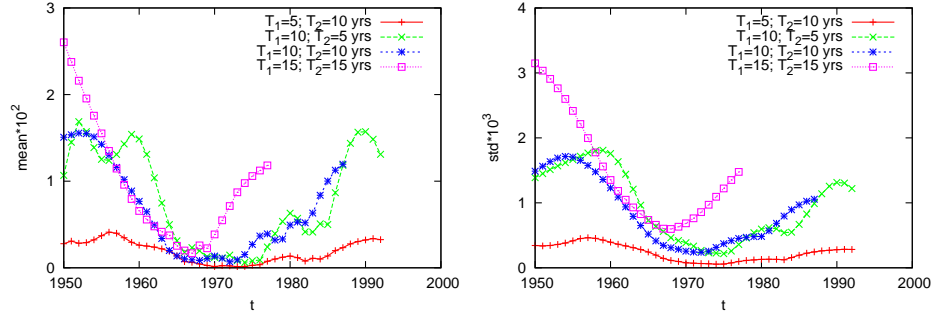 T1=5; T2=10 yrs
T1=10; T2=5 yrs
T1=10; T2=10 yrs
T1=15; T2=15 yrs
mean*10^2
3
2
1
0
1950 1960 1970 1980 1990 2000
t
T1=5; T2=10 yrs
T1=10; T2=5 yrs
T1=10; T2=10 yrs
T1=15; T2=15 yrs
std*10^3
4
3
2
1
0
1950 1960 1970 1980 1990 2000
t